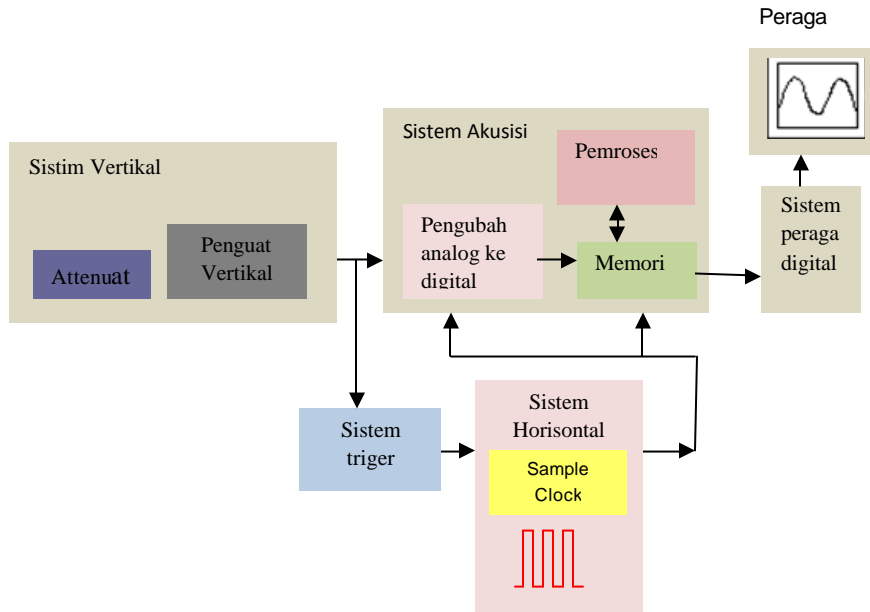 Peraga
Sistem Akusisi
Pemroses
Sistim Vertikal
Penguat
Vertikal
Attenuat
Pengubah
analog ke
digital
Memori
Sistem
peraga
digital
Sistem
triger
Sistem
Horisontal
Sample
Clock